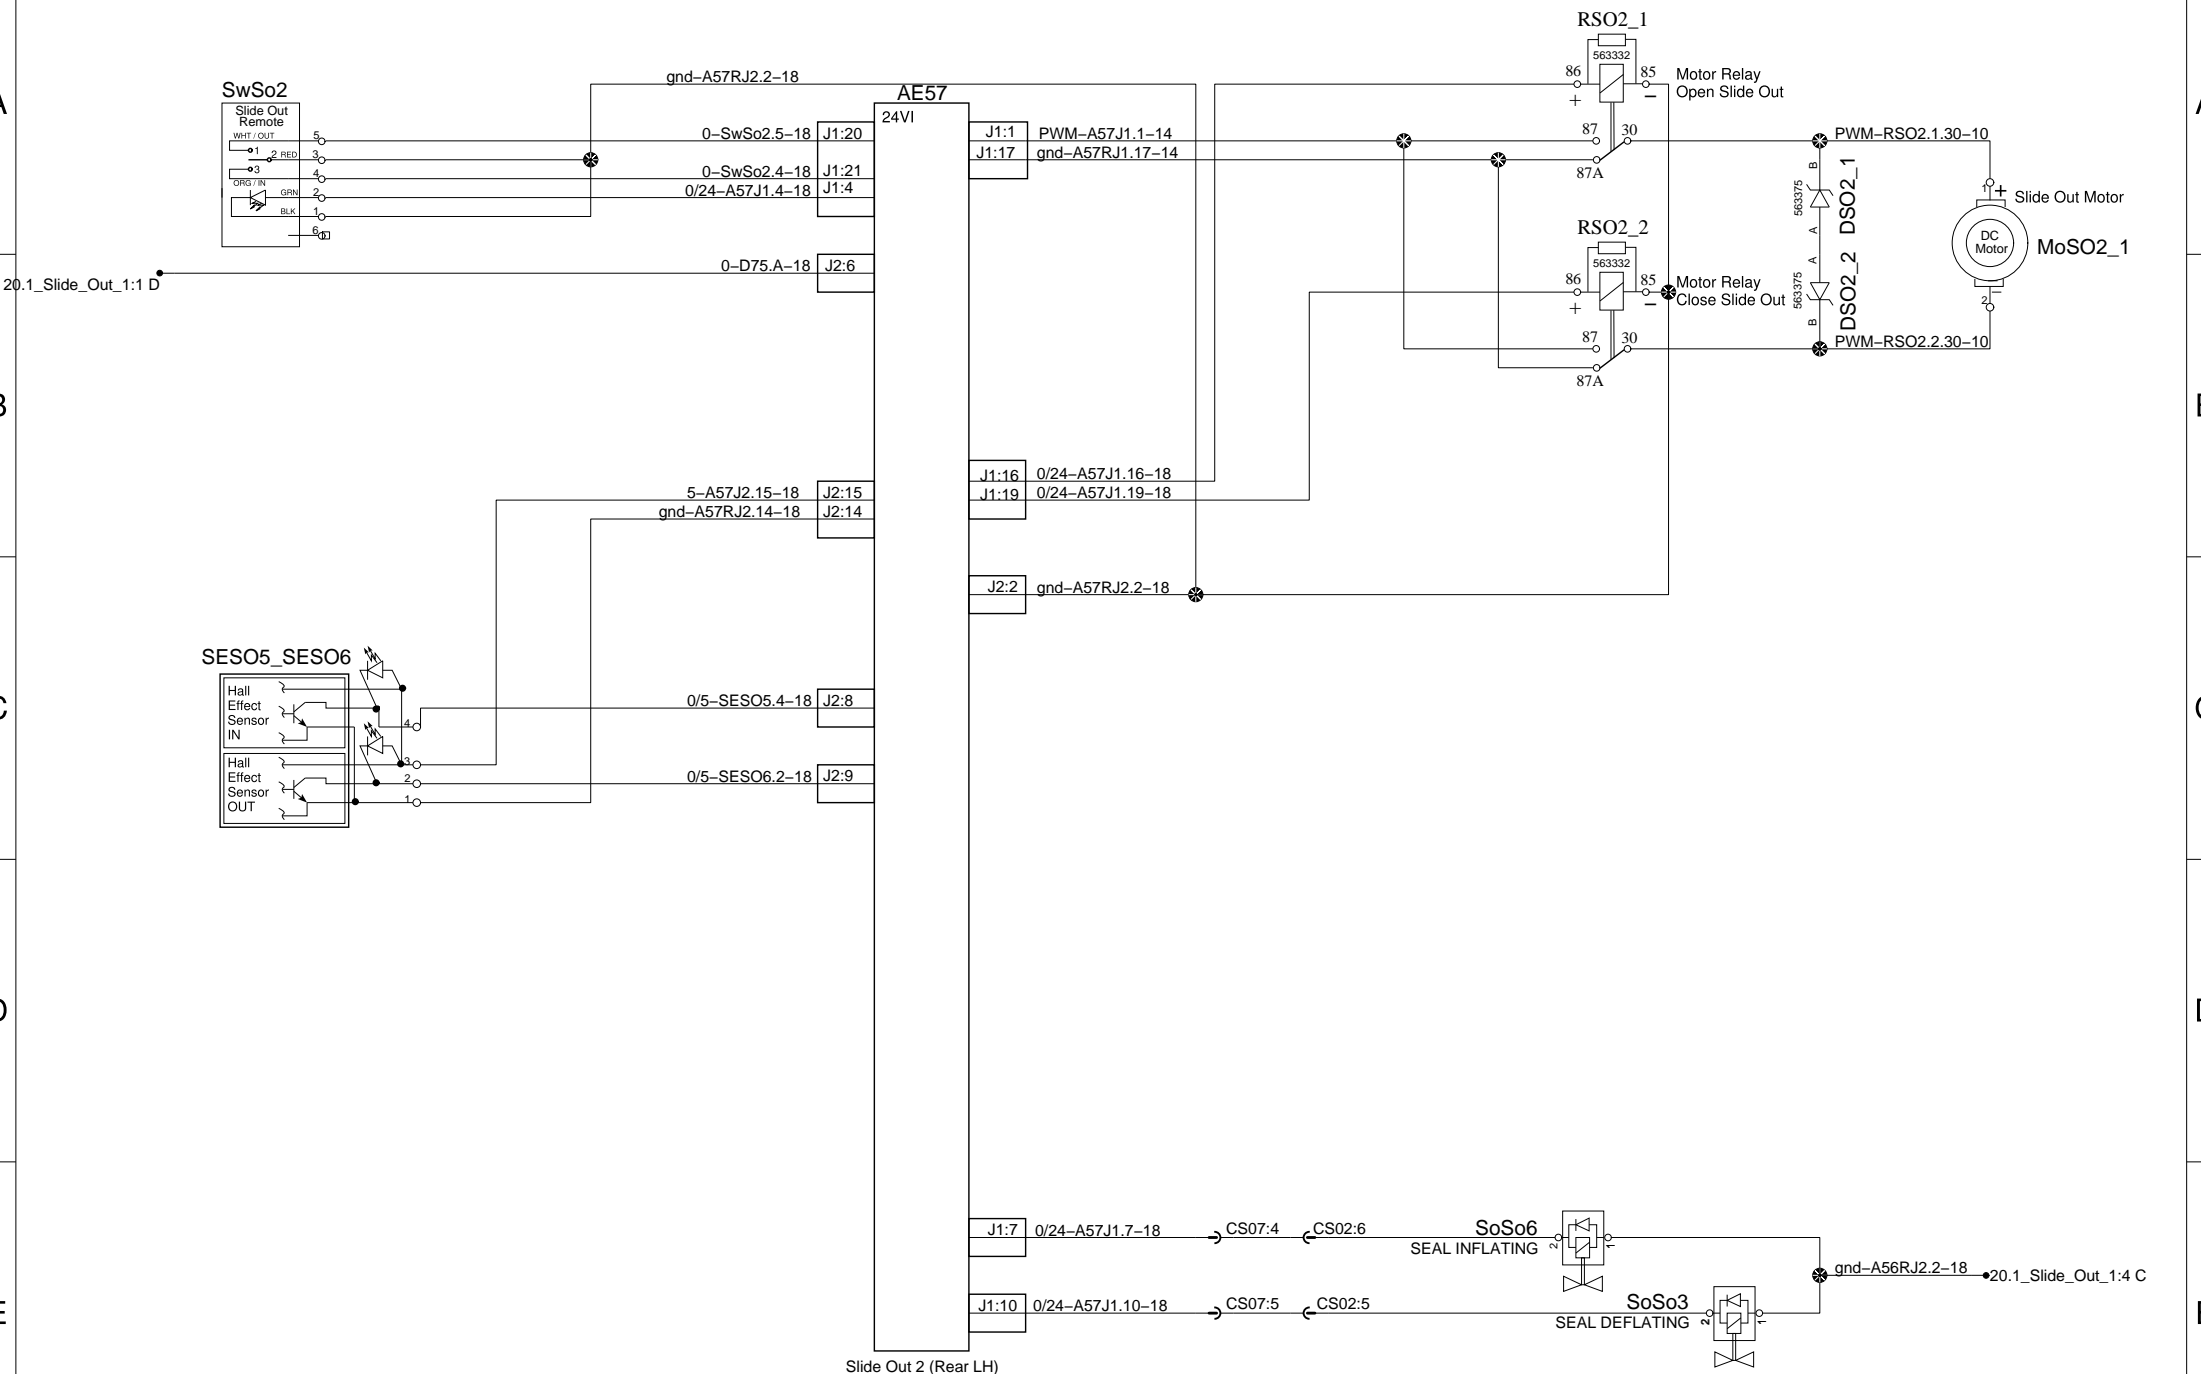 RSO2_1
563332
86
85
+
−
Motor Relay
Open Slide Out
gnd−A57RJ2.2−18
SwSo2
Slide Out
Remote
WHT / OUT
1
2 RED
3
ORG / IN
GRN
BLK
5
3
4
2
1
6
AE57
24VI
0−SwSo2.5−18 J1:20
0−SwSo2.4−18 J1:21
0/24−A57J1.4−18 J1:4
J1:1 PWM−A57J1.1−14
J1:17 gnd−A57RJ1.17−14
87
30
87A
PWM−RSO2.1.30−10
B
563375
DSO2_1
A
1
+
Slide Out Motor
DC
Motor
MoSO2_1
−
2
A
563375
DSO2_2
B
PWM−RSO2.2.30−10
RSO2_2
563332
86
85
+
−
Motor Relay
Close Slide Out
87
30
87A
0−D75.A−18 J2:6
20.1_Slide_Out_1:1 D
A
A
B
C
D
E
J1:16 0/24−A57J1.16−18
J1:19 0/24−A57J1.19−18
5−A57J2.15−18 J2:15
gnd−A57RJ2.14−18 J2:14
J2:2 gnd−A57RJ2.2−18
SESO5_SESO6
Hall
Effect
Sensor
IN
Hall
Effect
Sensor
OUT
4
3
2
1
0/5−SESO5.4−18 J2:8
0/5−SESO6.2−18 J2:9
J1:7 0/24−A57J1.7−18
CS07:4
CS02:6
SoSo6
SEAL INFLATING
2
1
J1:10 0/24−A57J1.10−18
CS07:5
CS02:5
SoSo3
SEAL DEFLATING
2
1
gnd−A56RJ2.2−18
20.1_Slide_Out_1:4 C
Slide Out 2 (Rear LH)